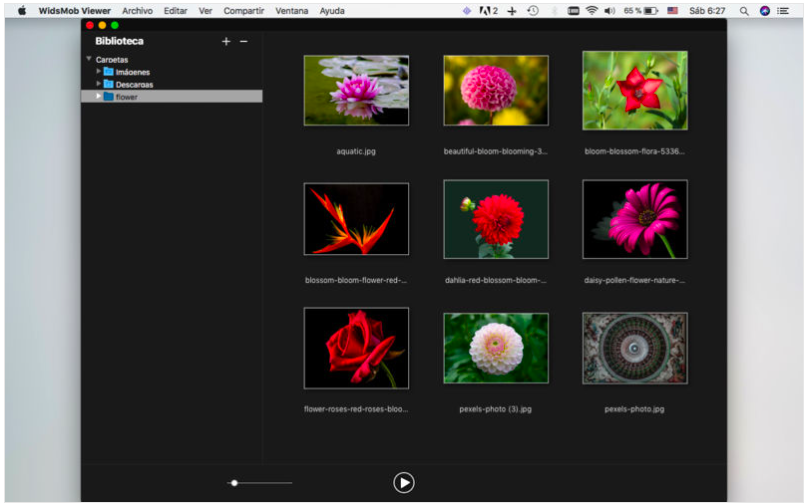 WidsMob Viewer Archivo Editar Ver Compartir Ventana Ayuda 2 65 % Sáb 6:27
Biblioteca + −
Carpetas
Imágenes
Descargas
flower
aquatic.jpg beautiful-bloom-blooming-3... bloom-blossom-flora-5336...
blossom-bloom-flower-red-... dahlia-red-blossom-bloom-... daisy-pollen-flower-nature-...
flower-roses-red-roses-bloo... pexels-photo (3).jpg pexels-photo.jpg